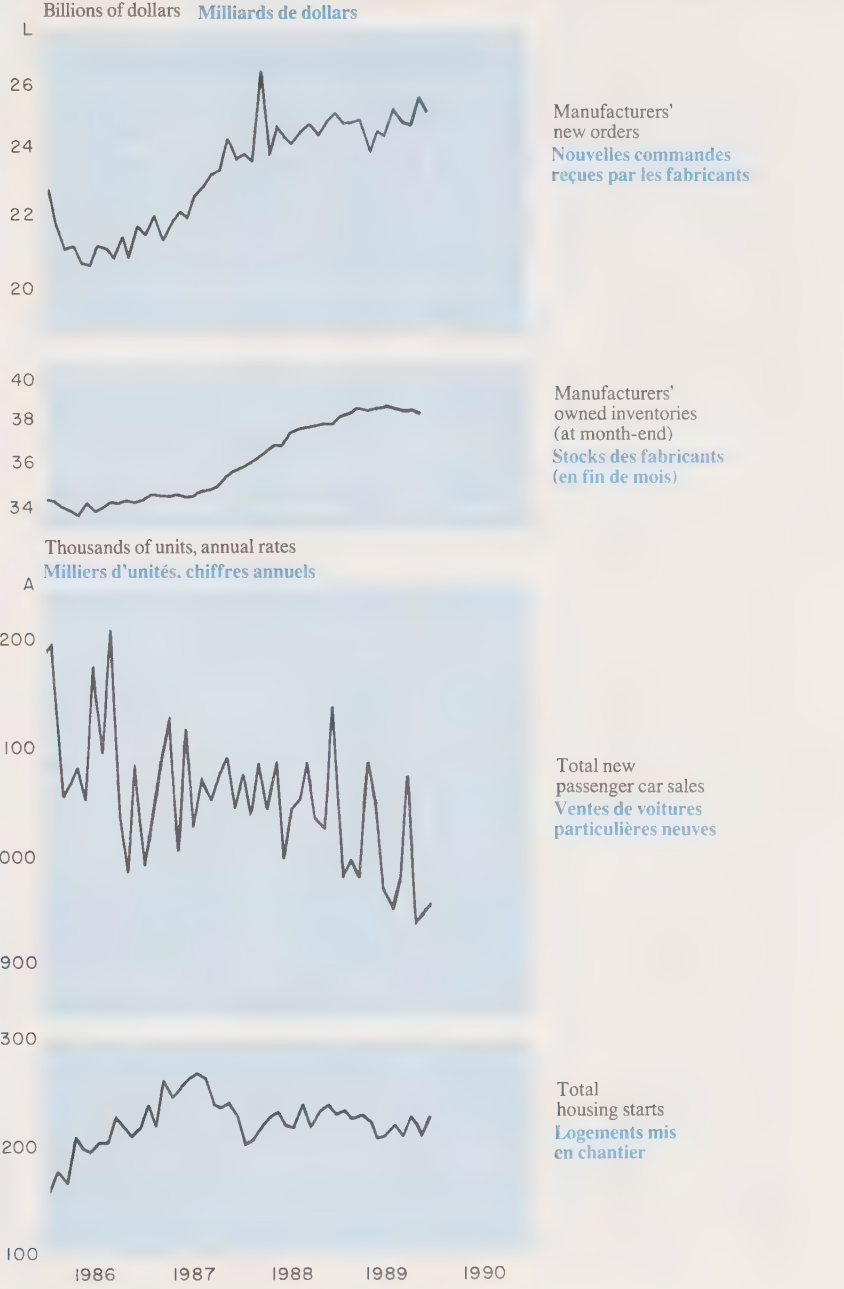 Billions of dollars Milliards de dollars
L
26
24
22
20
Manufacturers'
new orders
Nouvelles commandes
reçues par les fabricants
40
38
36
34
Manufacturers'
owned inventories
(at month-end)
Stocks des fabricants
(en fin de mois)
Thousands of units, annual rates
Milliers d'unités. chiffres annuels
A
200
100
000
900
Total new
passenger car sales
Ventes de voitures
particulières neuves
300
200
100
Total
housing starts
Logements mis
en chantier
1986 1987 1988 1989 1990